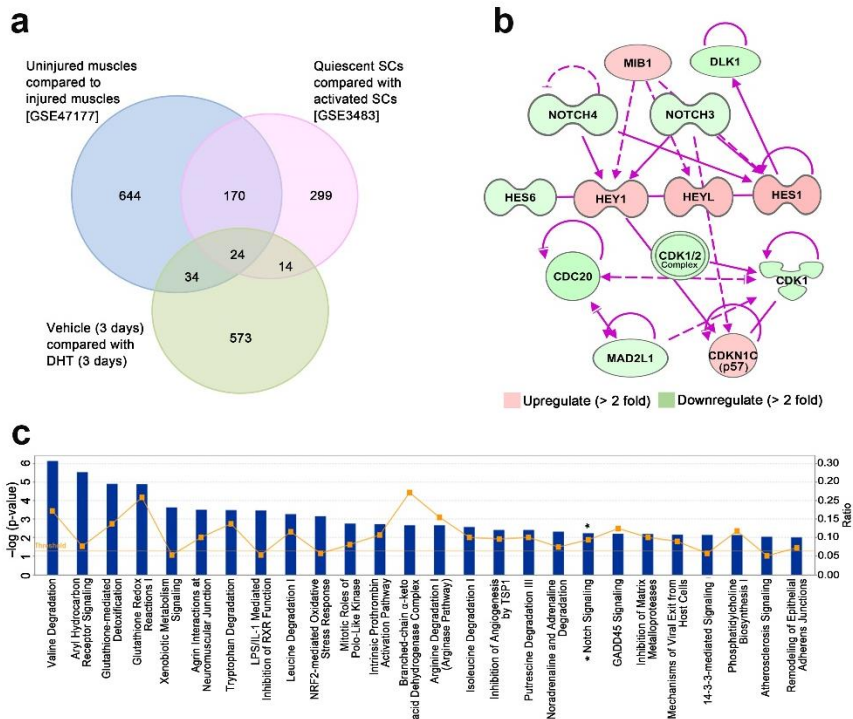 a
Uninjured muscles
compared to
injured muscles
[GSE47177]
Quiescent SCs
compared with
activated SCs
[GSE3483]
644
170
299
24
34
14
573
Vehicle (3 days)
compared with
DHT (3 days)
b
MIB1
DLK1
NOTCH4
NOTCH3
HES6
HEY1
HEYL
HES1
CDK1/2
Complex
CDC20
CDK1
MAD2L1
CDKN1C
(p57)
Upregulate (> 2 fold)
Downregulate (> 2 fold)
c
–log (p-value)
6
5
4
3
2
1
0
Threshold
*
0.30
0.25
0.20
0.15
0.10
0.05
0.00
Ratio
Valine Degradation
Aryl Hydrocarbon
Receptor Signaling
Glutathione-mediated
Detoxification
Glutathione Redox
Reactions I
Xenobiotic Metabolism
Signaling
Agrin Interactions at
Neuromuscular Junction
Tryptophan Degradation
LPS/IL-1 Mediated
Inhibition of RXR Function
Leucine Degradation I
NRF2-mediated Oxidative
Stress Response
Mitotic Roles of
Polo-Like Kinase
Intrinsic Prothrombin
Activation Pathway
Branched-chain α-keto
acid Dehydrogenase Complex
Arginine Degradation I
(Arginase Pathway)
Isoleucine Degradation I
Inhibition of Angiogenesis
by TSP1
Putrescine Degradation III
Noradrenaline and Adrenaline
Degradation
* Notch Signaling
GADD45 Signaling
Inhibition of Matrix
Metalloproteases
Mechanisms of Viral Exit from
Host Cells
14-3-3-mediated Signaling
Phosphatidycholine
Biosynthesis I
Atherosclerosis Signaling
Remodeling of Epithelial
Adherens Junctions